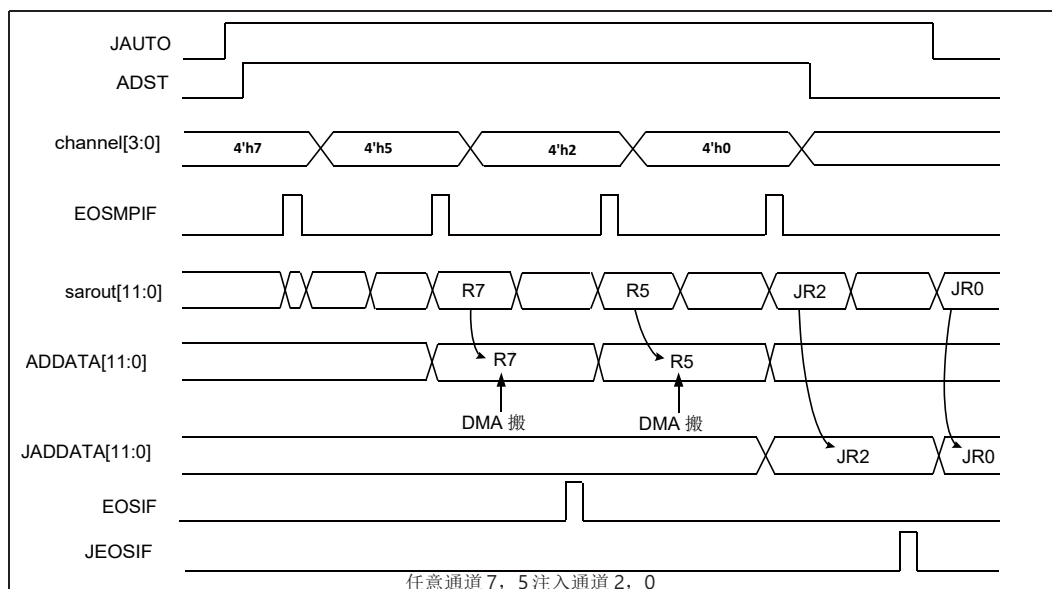 JAUTO
ADST
channel[3:0] 4'h7 4'h5 4'h2 4'h0
EOSMPIF
sarout[11:0] R7 R5 JR2 JR0
ADDATA[11:0] R7 R5
DMA 搬 DMA 搬
JADDATA[11:0] JR2 JR0
EOSIF
JEOSIF
任意通道 7，5 注入通道 2，0